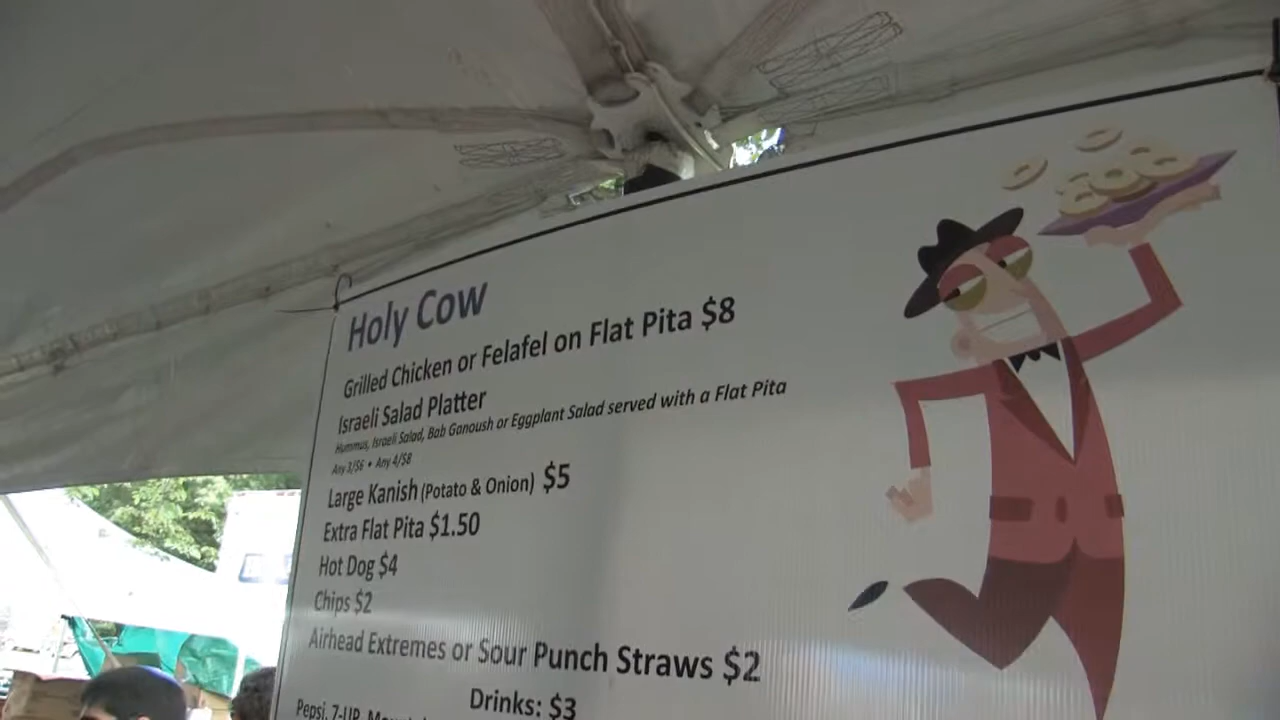 Holy Cow
Grilled Chicken or Felafel on Flat Pita $8
Israeli Salad Platter
Hummus, Israeli Salad, Bab Ganoush or Eggplant Salad served with a Flat Pita
Any 3/$6 • Any 4/$8
Large Kanish (Potato & Onion) $5
Extra Flat Pita $1.50
Hot Dog $4
Chips $2
Airhead Extremes or Sour Punch Straws $2
Drinks: $3
Pepsi, 7-UP,